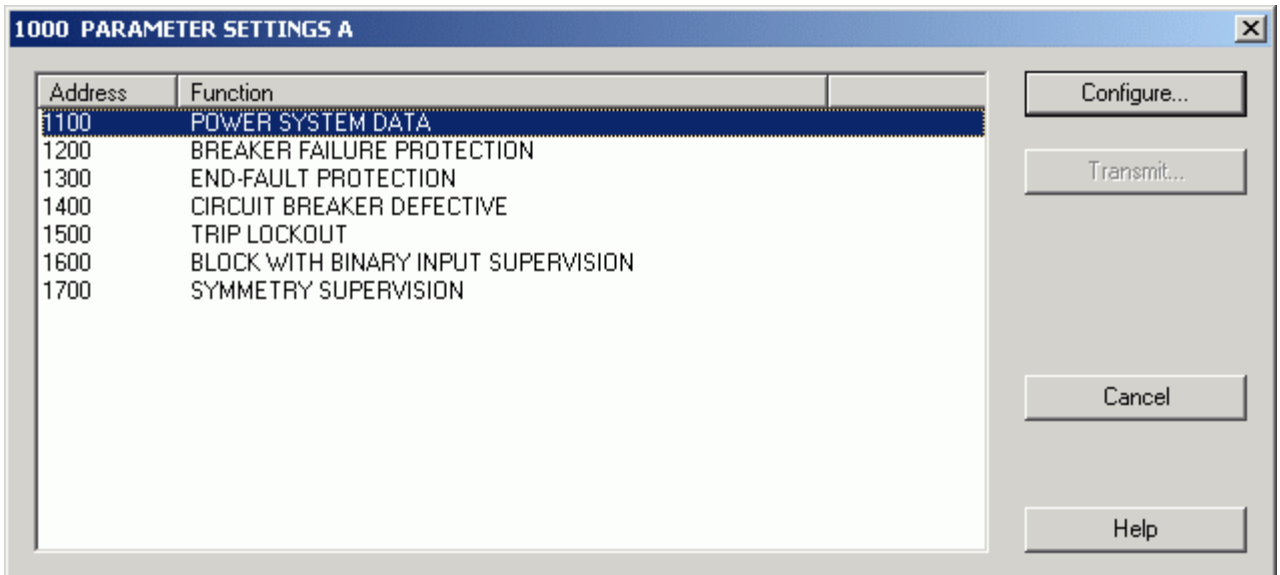 1000 PARAMETER SETTINGS A
Address Function
1100 POWER SYSTEM DATA
1200 BREAKER FAILURE PROTECTION
1300 END-FAULT PROTECTION
1400 CIRCUIT BREAKER DEFECTIVE
1500 TRIP LOCKOUT
1600 BLOCK WITH BINARY INPUT SUPERVISION
1700 SYMMETRY SUPERVISION
Configure...
Transmit...
Cancel
Help